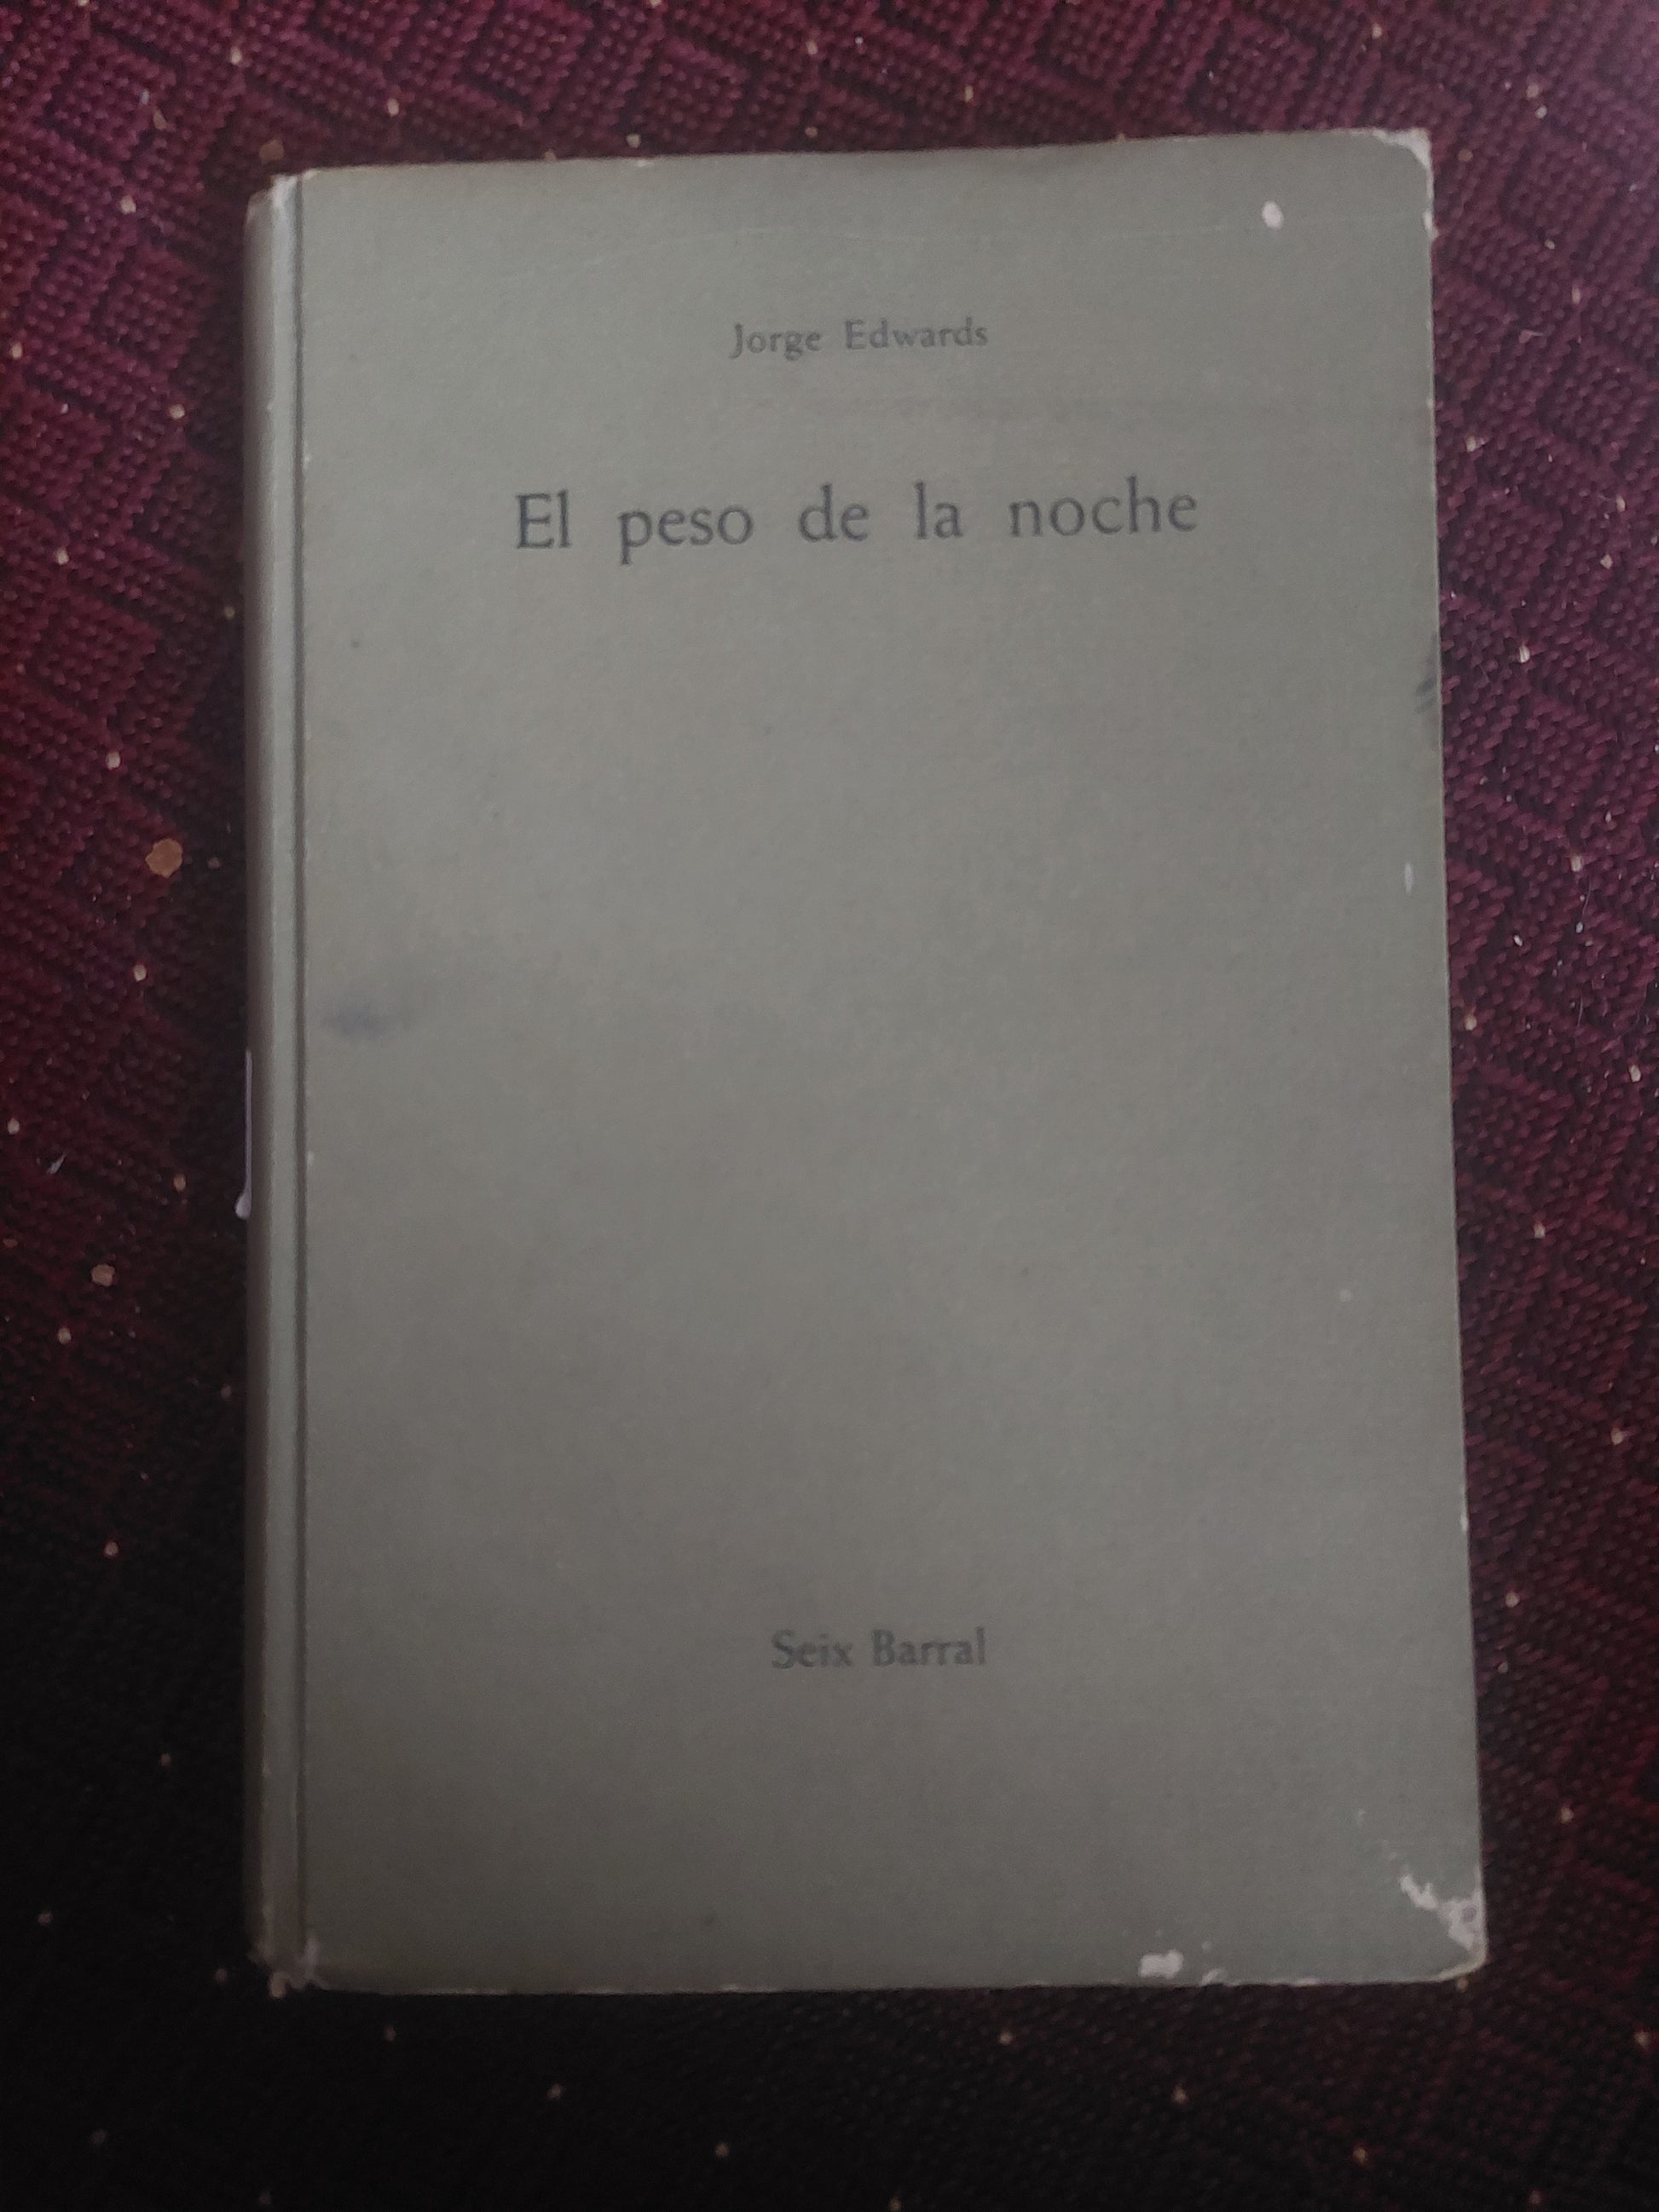 Jorge Edwards
El peso de la noche
Seix Barral